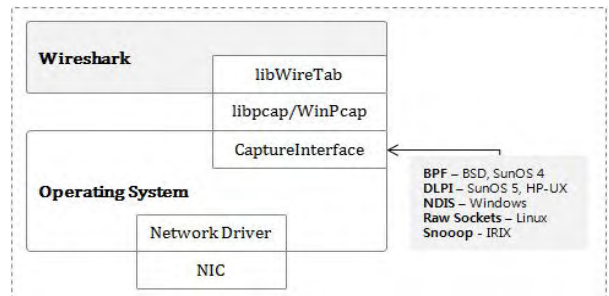 Wireshark
libWireTab
libpcap/WinPcap
CaptureInterface
Operating System
Network Driver
NIC
BPF – BSD, SunOS 4
DLPI – SunOS 5, HP-UX
NDIS – Windows
Raw Sockets – Linux
Snooop - IRIX